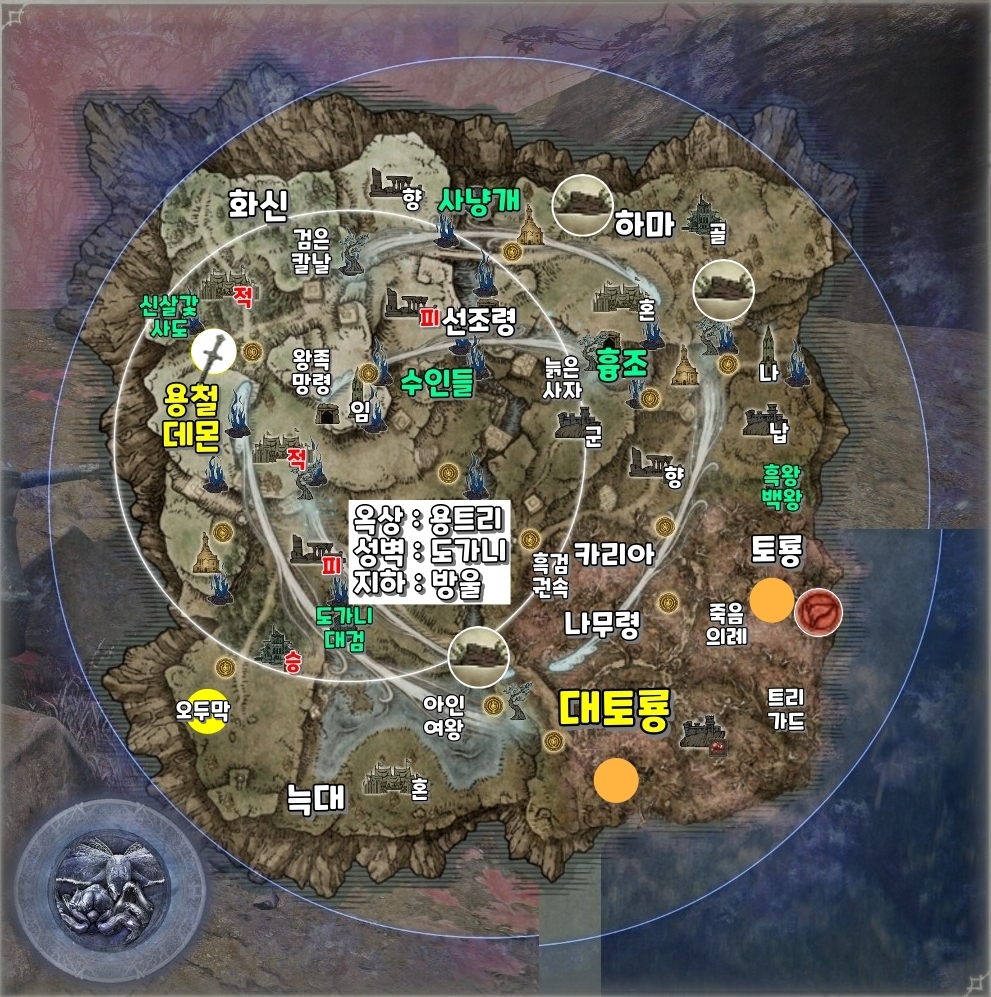 화신
향
사냥개
하마
골
검은
칼날
신살갗
사도
적
피
선조령
혼
왕족
망령
임
수인들
늙은
사자
흉조
나
용철
데몬
군
납
적
향
흑왕
백왕
옥상 : 용트리
성벽 : 도가니
지하 : 방울
피
흑검
권속
카리아
토룡
도가니
대검
나무령
죽음
의례
승
오두막
아인
여왕
대토룡
트리
가드
늑대
혼